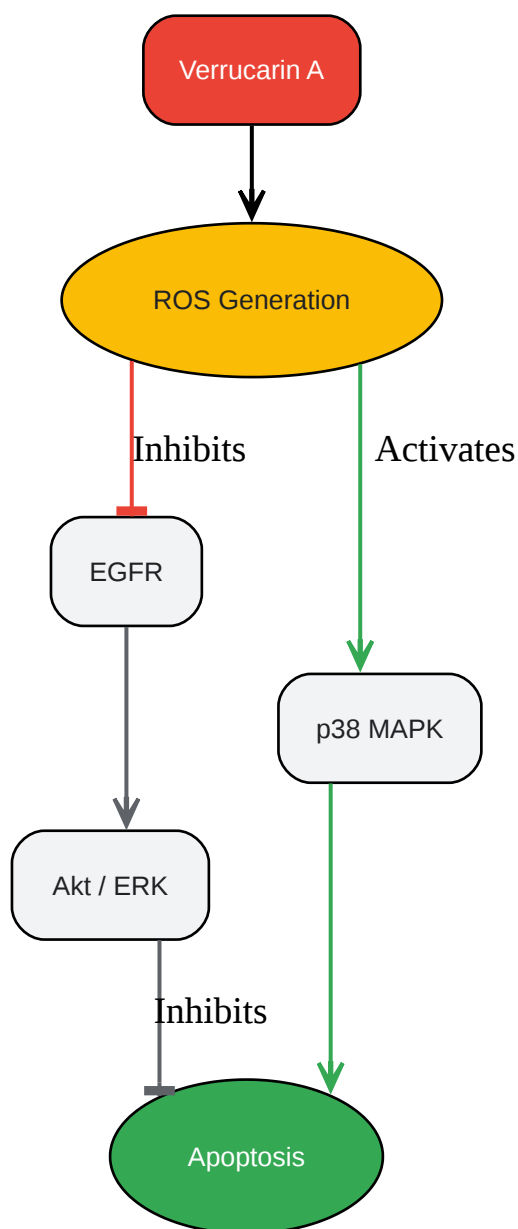 Verrucarin A
ROS Generation
Inhibits
Activates
EGFR
p38 MAPK
Akt / ERK
Inhibits
Apoptosis